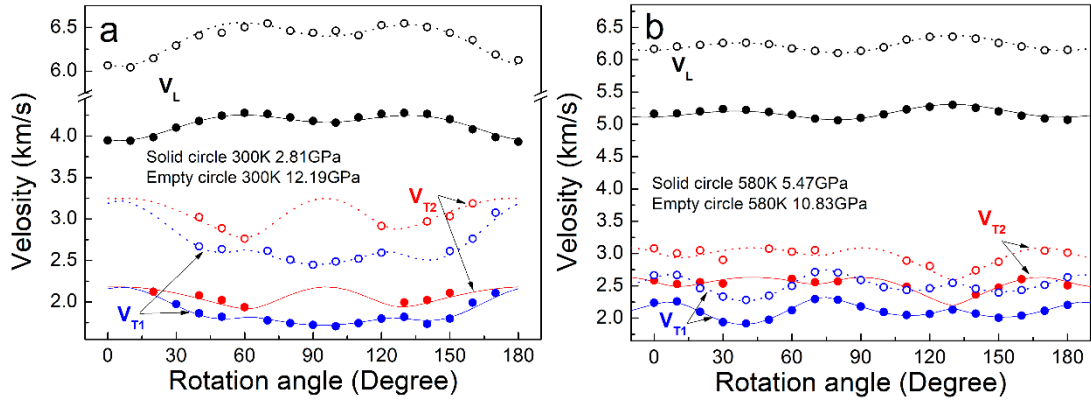 a
6.5
6.0
4.0
3.5
3.0
2.5
2.0
Velosity (km/s)
V_L
Solid circle 300K 2.81GPa
Empty circle 300K 12.19GPa
V_T2
V_T1
0 30 60 90 120 150 180
Rotation angle (Degree)
b
6.5
6.0
5.5
5.0
4.5
4.0
3.5
3.0
2.5
2.0
Velosity (km/s)
V_L
Solid circle 580K 5.47GPa
Empty circle 580K 10.83GPa
V_T2
V_T1
0 30 60 90 120 150 180
Rotation angle (Degree)